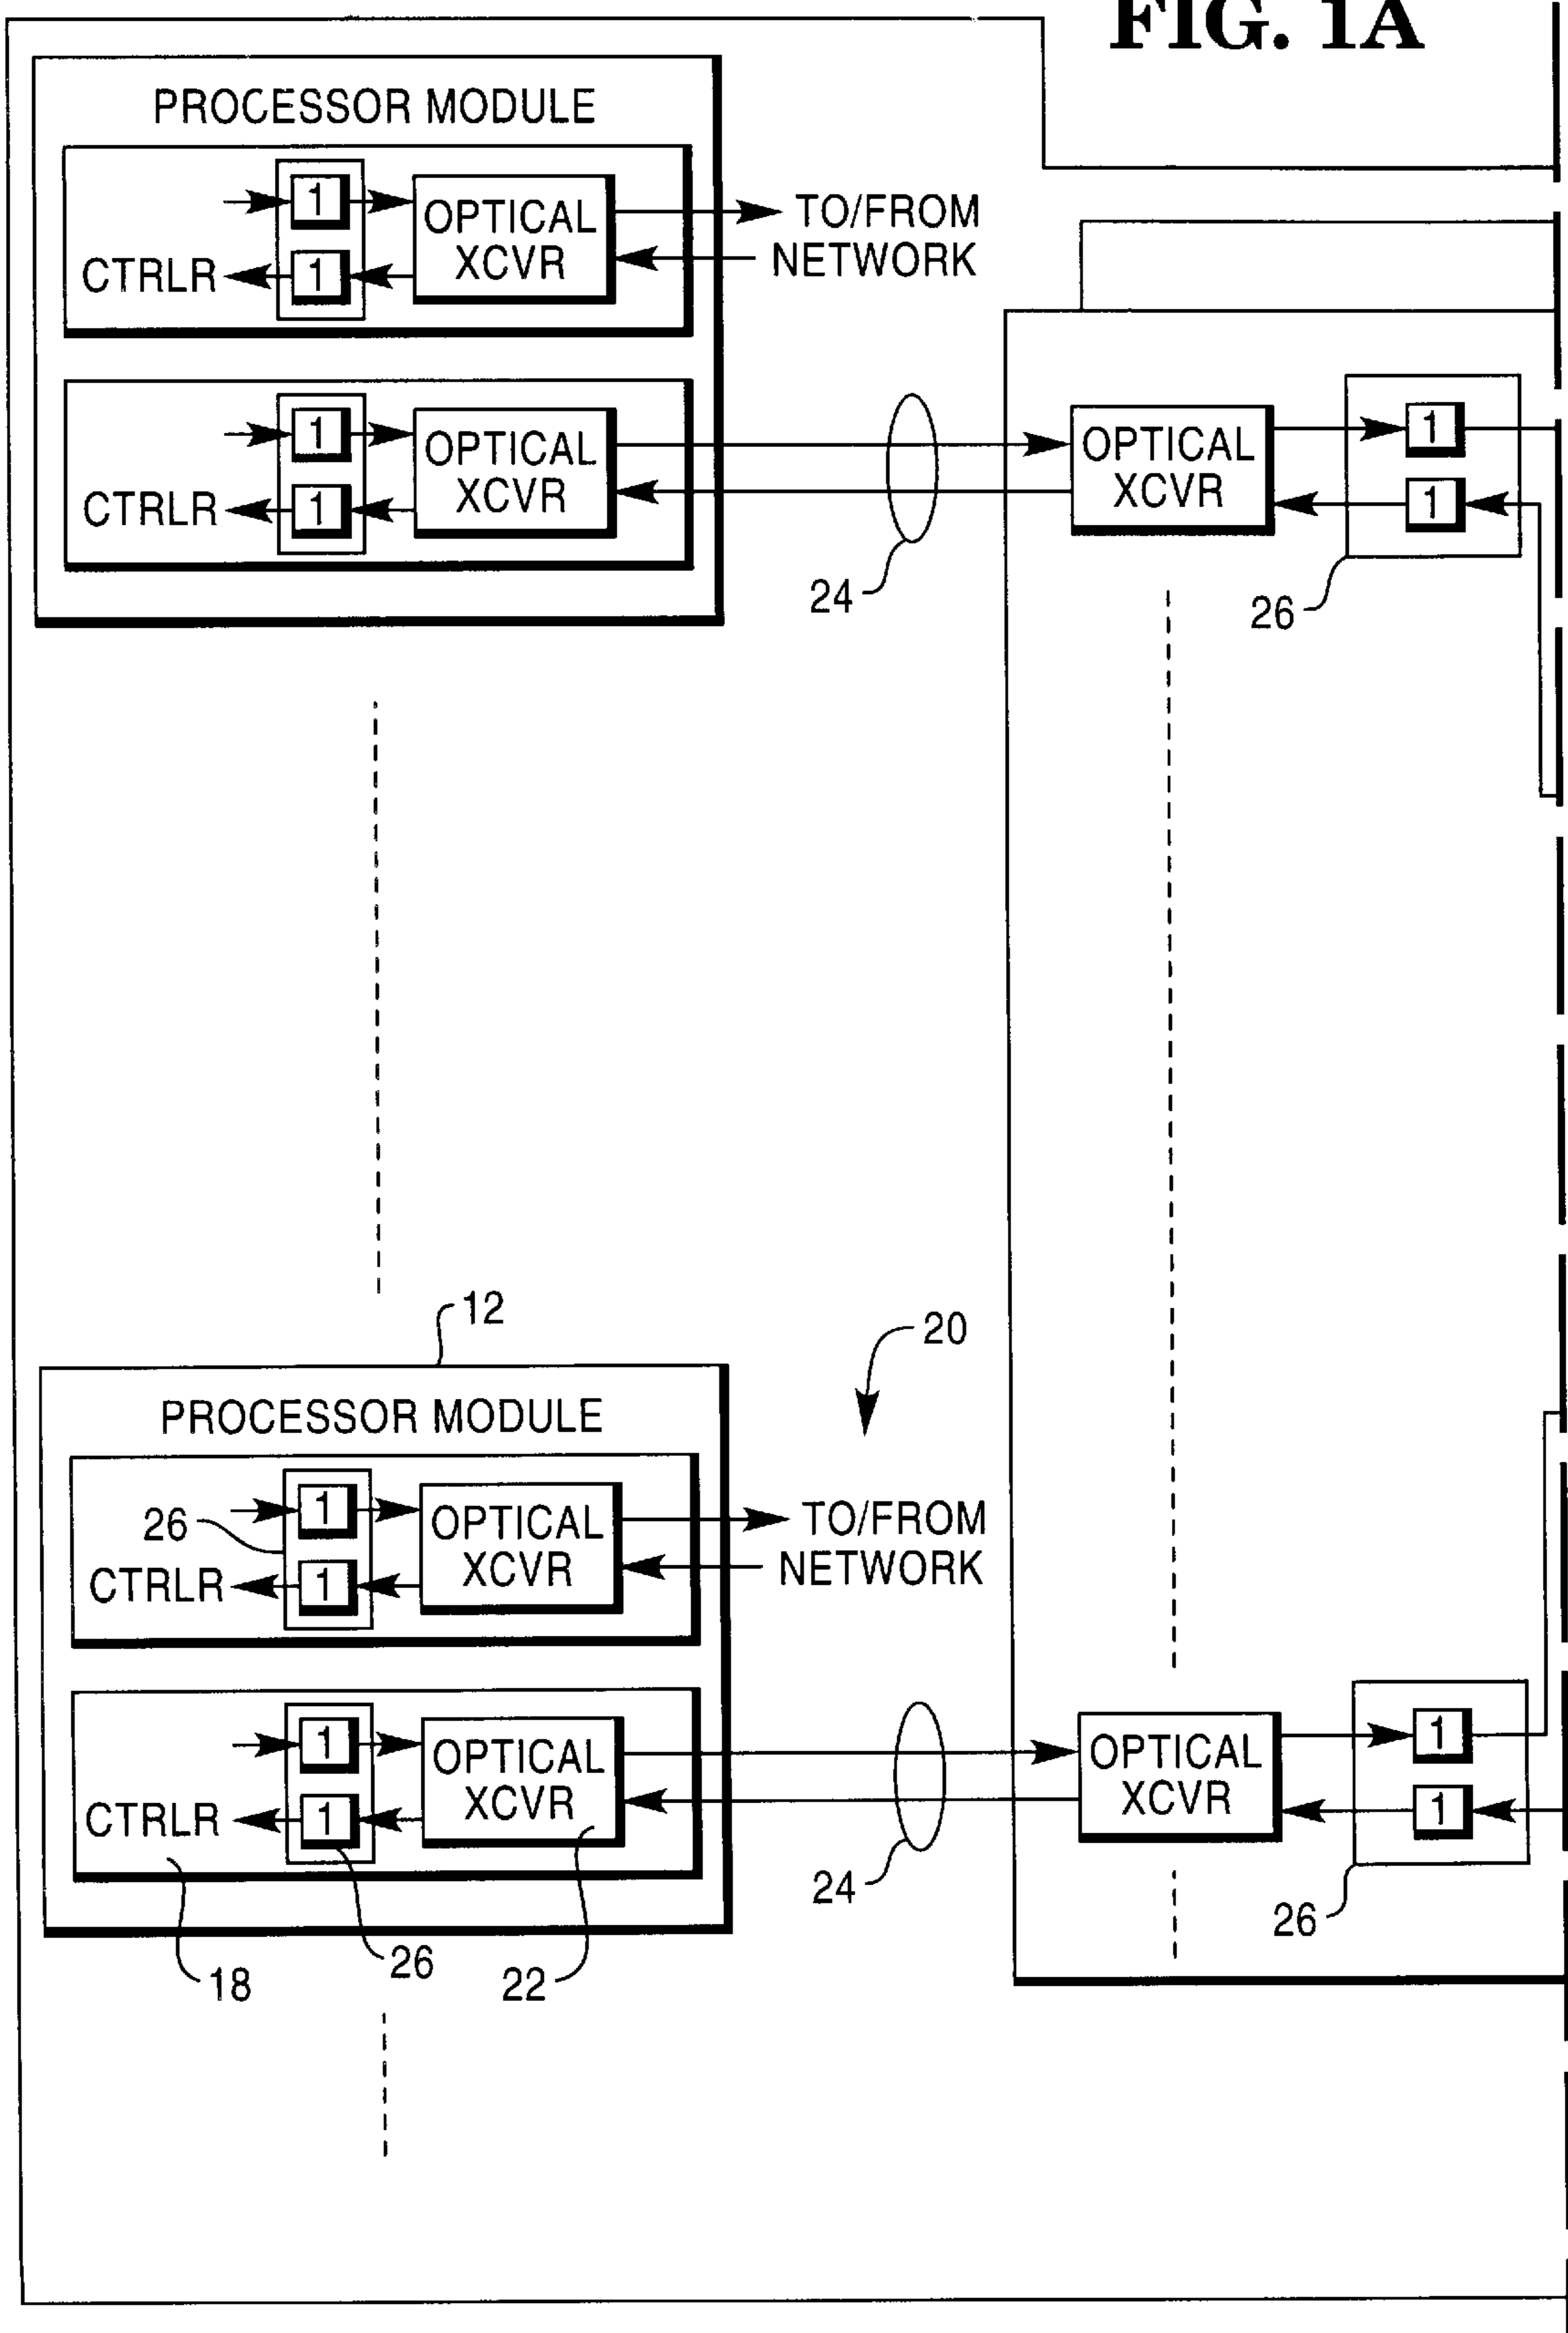 FIG. 1A
PROCESSOR MODULE
1
OPTICAL
XCVR
CTRLR
1
TO/FROM
NETWORK
1
OPTICAL
XCVR
CTRLR
1
24
OPTICAL
XCVR
1
1
26
12
20
PROCESSOR MODULE
26
1
OPTICAL
XCVR
CTRLR
1
TO/FROM
NETWORK
1
OPTICAL
XCVR
CTRLR
1
18
26
22
24
OPTICAL
XCVR
1
1
26